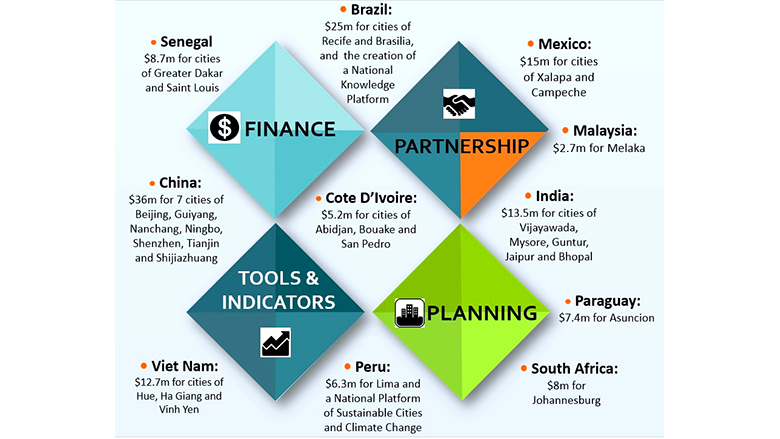 Brazil:
$25m for cities of
Recife and Brasilia,
and the creation of
a National
Knowledge
Platform
Senegal
$8.7m for cities
of Greater Dakar
and Saint Louis
Mexico:
$15m for cities
of Xalapa and
Campeche
FINANCE
PARTNERSHIP
Malaysia:
$2.7m for Melaka
China:
$36m for 7 cities of
Beijing, Guiyang,
Nanchang, Ningbo,
Shenzhen, Tianjin
and Shijiazhuang
Cote D'Ivoire:
$5.2m for cities of
Abidjan, Bouake and
San Pedro
India:
$13.5m for cities of
Vijayawada,
Mysore, Guntur,
Jaipur and Bhopal
TOOLS &
INDICATORS
PLANNING
Paraguay:
$7.4m for Asuncion
Viet Nam:
$12.7m for cities of
Hue, Ha Giang and
Vinh Yen
Peru:
$6.3m for Lima and
a National Platform
of Sustainable Cities
and Climate Change
South Africa:
$8m for
Johannesburg